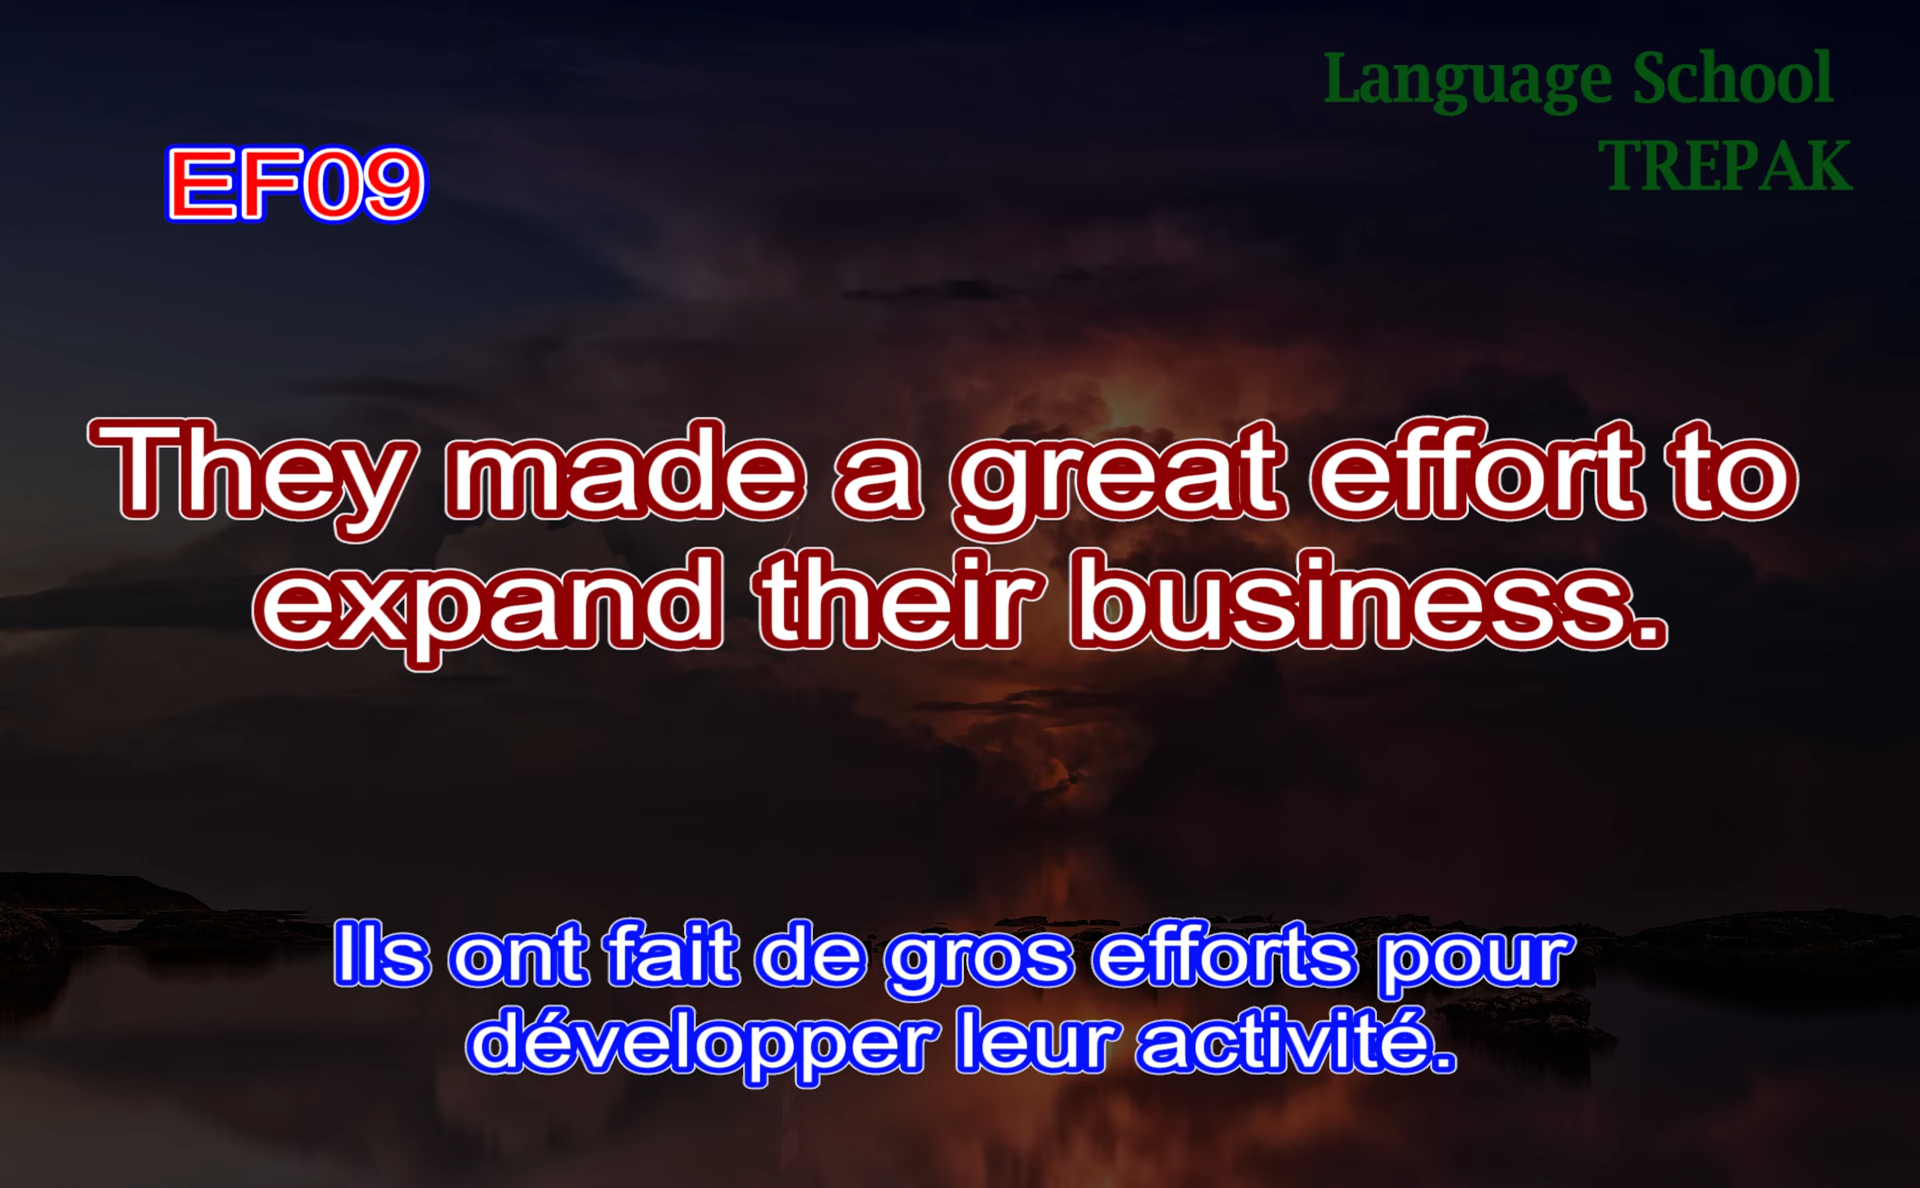 Language School
TREPAK
EF09
They made a great effort to
expand their business.
Ils ont fait de gros efforts pour
développer leur activité.